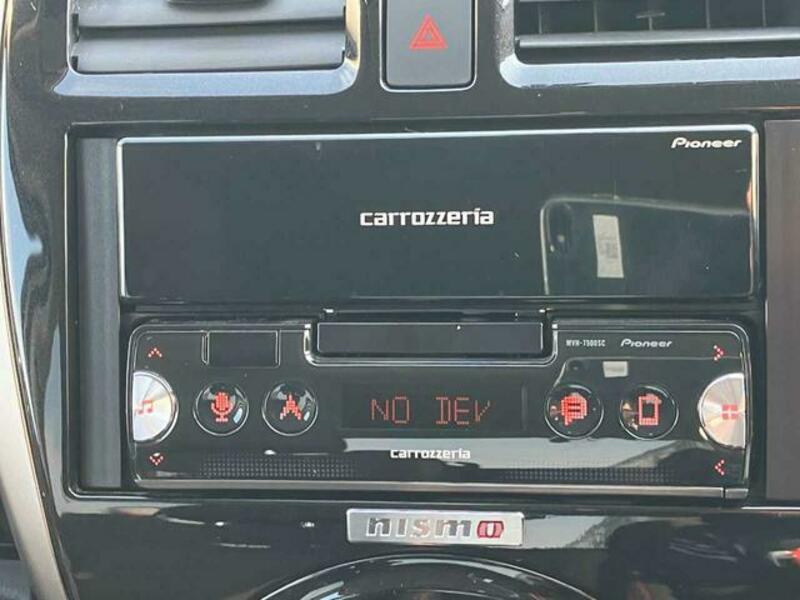 Pioneer
carrozzeria
MVH-7500SC Pioneer
NO DEV
carrozzeria
nismo